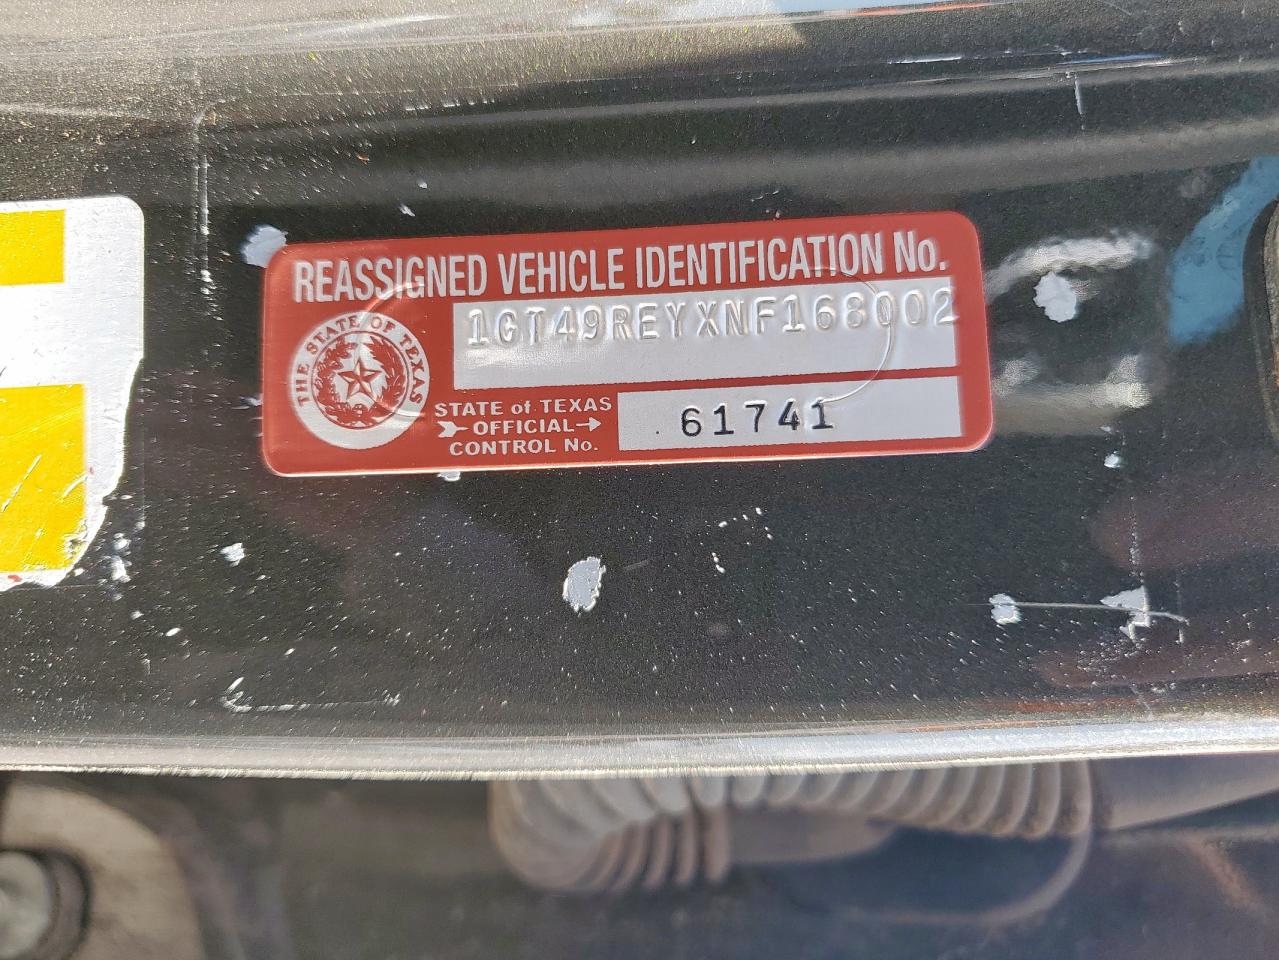 REASSIGNED VEHICLE IDENTIFICATION No.
1GT49REYXNF168002
THE STATE OF TEXAS
STATE of TEXAS
OFFICIAL
CONTROL No.
61741